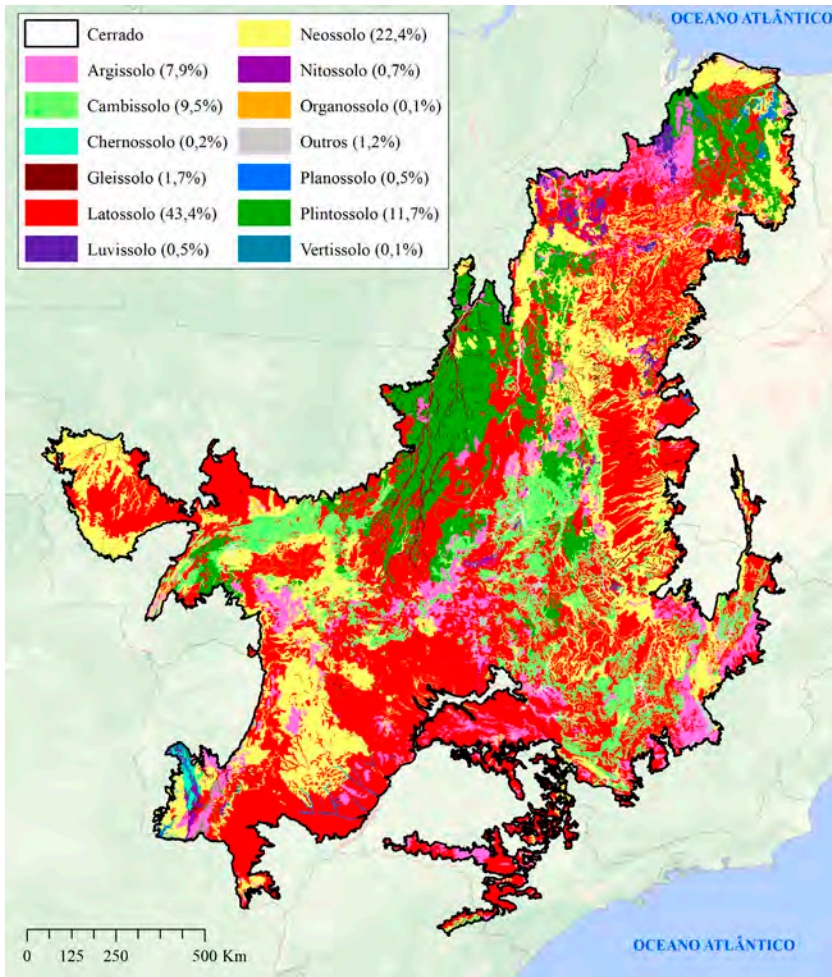 OCEANO ATLÂNTICO
Cerrado
Argissolo (7,9%)
Cambissolo (9,5%)
Chernossolo (0,2%)
Gleissolo (1,7%)
Latossolo (43,4%)
Luvissolo (0,5%)
Neossolo (22,4%)
Nitossolo (0,7%)
Organossolo (0,1%)
Outros (1,2%)
Planossolo (0,5%)
Plintossolo (11,7%)
Vertissolo (0,1%)
0 125 250 500 Km
OCEANO ATLÂNTICO